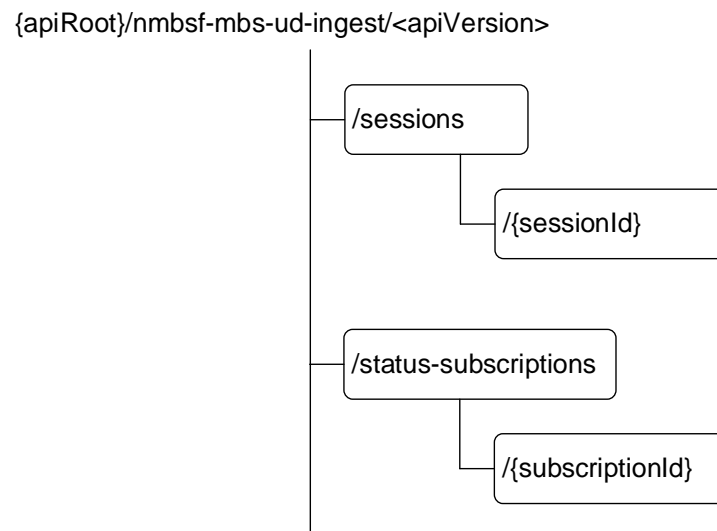 {apiRoot}/nmbsf-mbs-ud-ingest/<apiVersion>
/sessions
/{sessionId}
/status-subscriptions
/{subscriptionId}